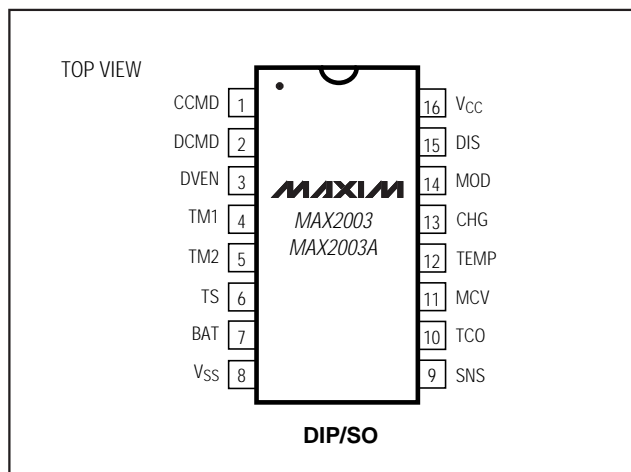 TOP VIEW
CCMD 1
DCMD 2
DVEN 3
TM1 4
TM2 5
TS 6
BAT 7
VSS 8
MAXIM
MAX2003
MAX2003A
16 VCC
15 DIS
14 MOD
13 CHG
12 TEMP
11 MCV
10 TCO
9 SNS
DIP/SO